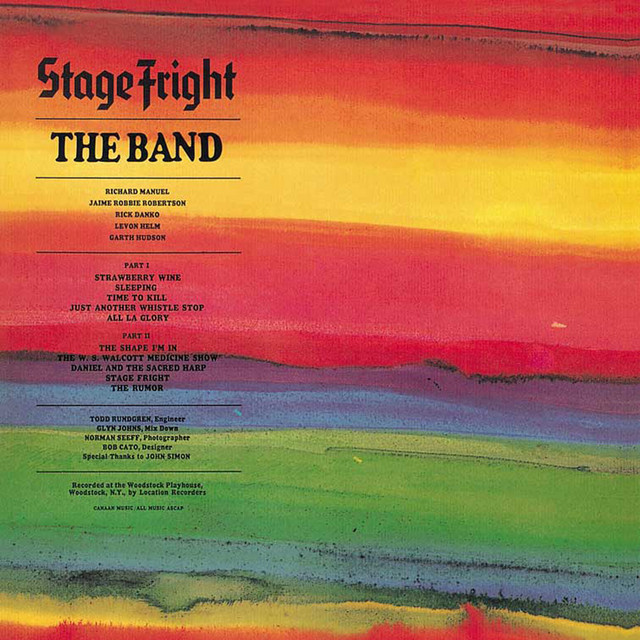 Stage Fright
THE BAND
RICHARD MANUEL
JAIME ROBBIE ROBERTSON
RICK DANKO
LEVON HELM
GARTH HUDSON
PART I
STRAWBERRY WINE
SLEEPING
TIME TO KILL
JUST ANOTHER WHISTLE STOP
ALL LA GLORY
PART II
THE SHAPE I'M IN
THE W. S. WALCOTT MEDICINE SHOW
DANIEL AND THE SACRED HARP
STAGE FRIGHT
THE RUMOR
TODD RUNDGREN, Engineer
GLYN JOHNS, Mix Down
NORMAN SEEFF, Photographer
BOB CATO, Designer
Special Thanks to JOHN SIMON
Recorded at the Woodstock Playhouse,
Woodstock, N.Y., by Location Recorders
CANAAN MUSIC/ALL MUSIC ASCAP